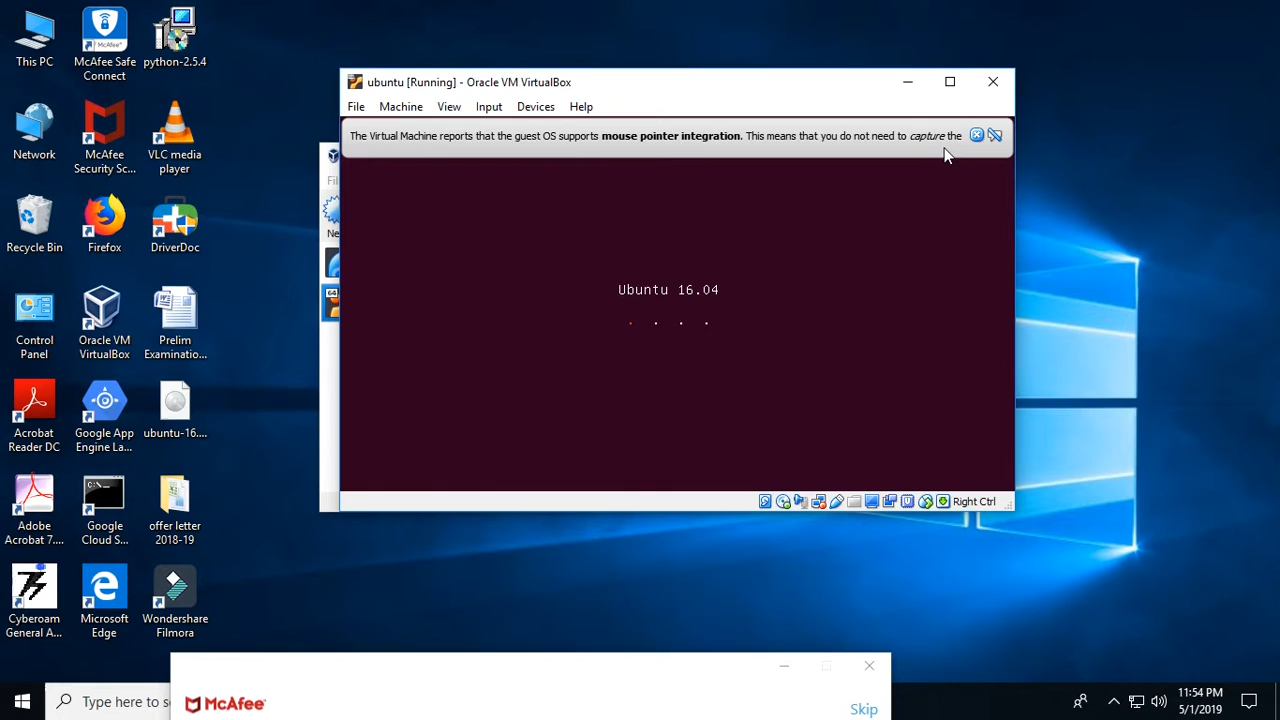 This PC
McAfee Safe
Connect
python-2.5.4
Network
McAfee
Security Sc...
VLC media
player
Recycle Bin
Firefox
DriverDoc
Control
Panel
Oracle VM
VirtualBox
Prelim
Examinatio...
Acrobat
Reader DC
Google App
Engine La...
ubuntu-16....
Adobe
Acrobat 7....
Google
Cloud S...
offer letter
2018-19
Cyberoam
General A...
Microsoft
Edge
Wondershare
Filmora
ubuntu [Running] - Oracle VM VirtualBox
File Machine View Input Devices Help
The Virtual Machine reports that the guest OS supports mouse pointer integration. This means that you do not need to capture the
Ne
64
Ubuntu 16.04
Right Ctrl
McAfee
Skip
Type here to s
11:54 PM
5/1/2019